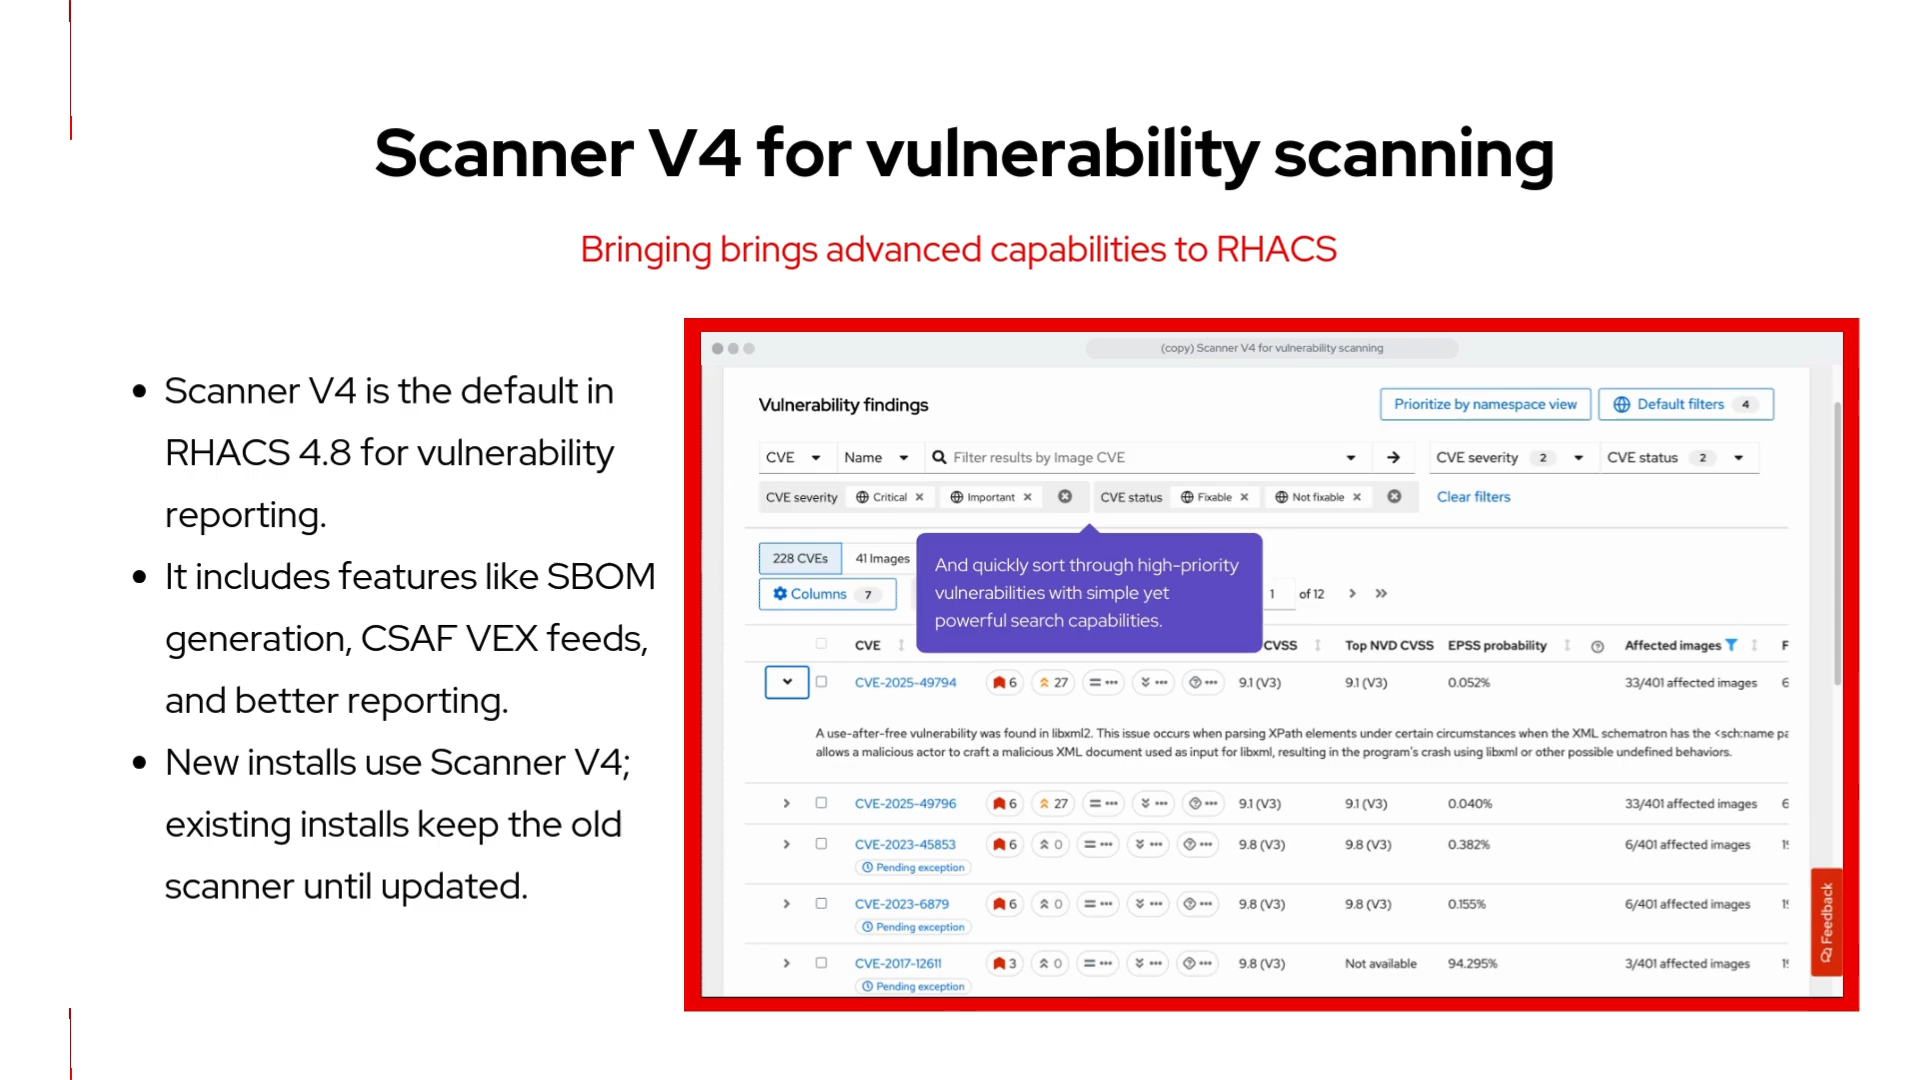 Scanner V4 for vulnerability scanning
Bringing brings advanced capabilities to RHACS
• Scanner V4 is the default in
RHACS 4.8 for vulnerability
reporting.
• It includes features like SBOM
generation, CSAF VEX feeds,
and better reporting.
• New installs use Scanner V4;
existing installs keep the old
scanner until updated.
(copy) Scanner V4 for vulnerability scanning
Vulnerability findings
Prioritize by namespace view
Default filters 4
CVE Name Filter results by Image CVE CVE severity 2 CVE status 2
CVE severity Critical Important CVE status Fixable Not fixable Clear filters
228 CVEs 41 Images
And quickly sort through high-priority
vulnerabilities with simple yet
powerful search capabilities.
Columns 7 1 of 12
CVE CVSS Top NVD CVSS EPSS probability Affected images F
CVE-2025-49794 6 27 9.1 (V3) 9.1 (V3) 0.052% 33/401 affected images 6
A use-after-free vulnerability was found in libxml2. This issue occurs when parsing XPath elements under certain circumstances when the XML schematron has the <sch:name pa
allows a malicious actor to craft a malicious XML document used as input for libxml, resulting in the program's crash using libxml or other possible undefined behaviors.
CVE-2025-49796 6 27 9.1 (V3) 9.1 (V3) 0.040% 33/401 affected images 6
CVE-2023-45853 6 0 9.8 (V3) 9.8 (V3) 0.382% 6/401 affected images
Pending exception
CVE-2023-6879 6 0 9.8 (V3) 9.8 (V3) 0.155% 6/401 affected images
Pending exception
CVE-2017-12611 3 0 9.8 (V3) Not available 94.295% 3/401 affected images
Pending exception
Feedback